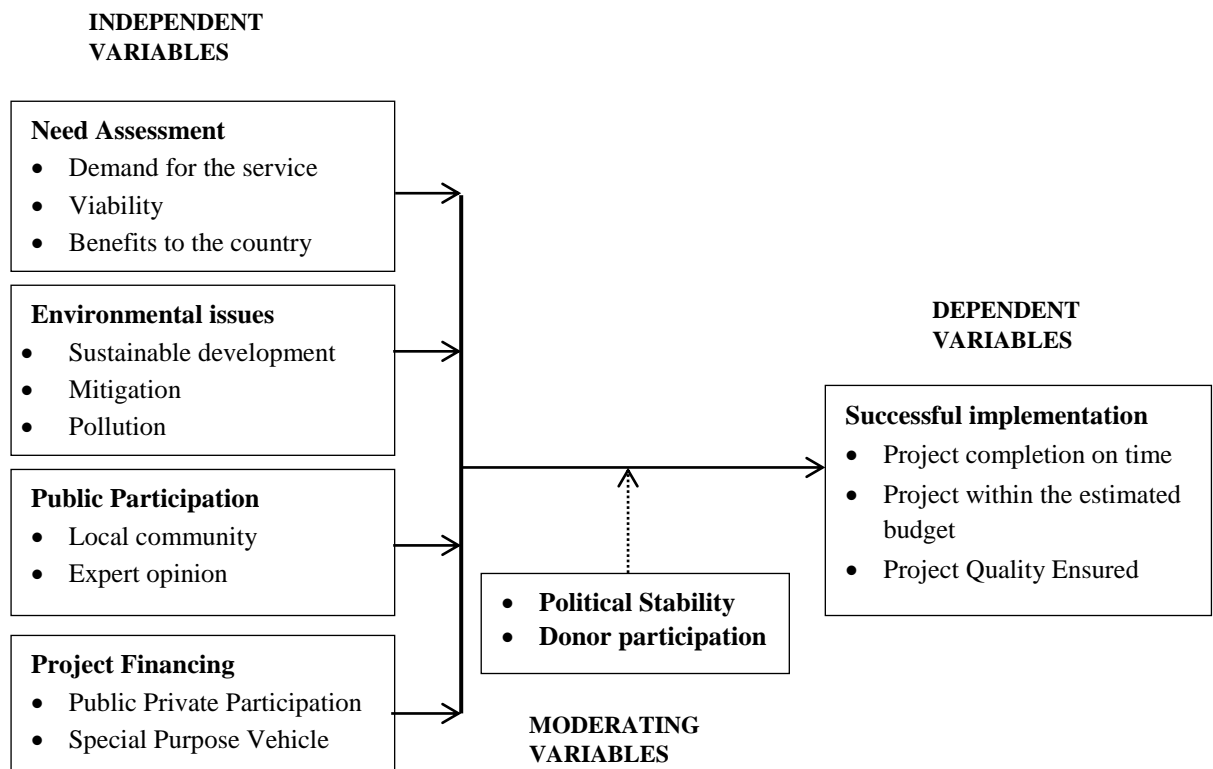 INDEPENDENT
VARIABLES
Need Assessment
• Demand for the service
• Viability
• Benefits to the country
Environmental issues
• Sustainable development
• Mitigation
• Pollution
Public Participation
• Local community
• Expert opinion
Project Financing
• Public Private Participation
• Special Purpose Vehicle
• Political Stability
• Donor participation
MODERATING
VARIABLES
DEPENDENT
VARIABLES
Successful implementation
• Project completion on time
• Project within the estimated
budget
• Project Quality Ensured